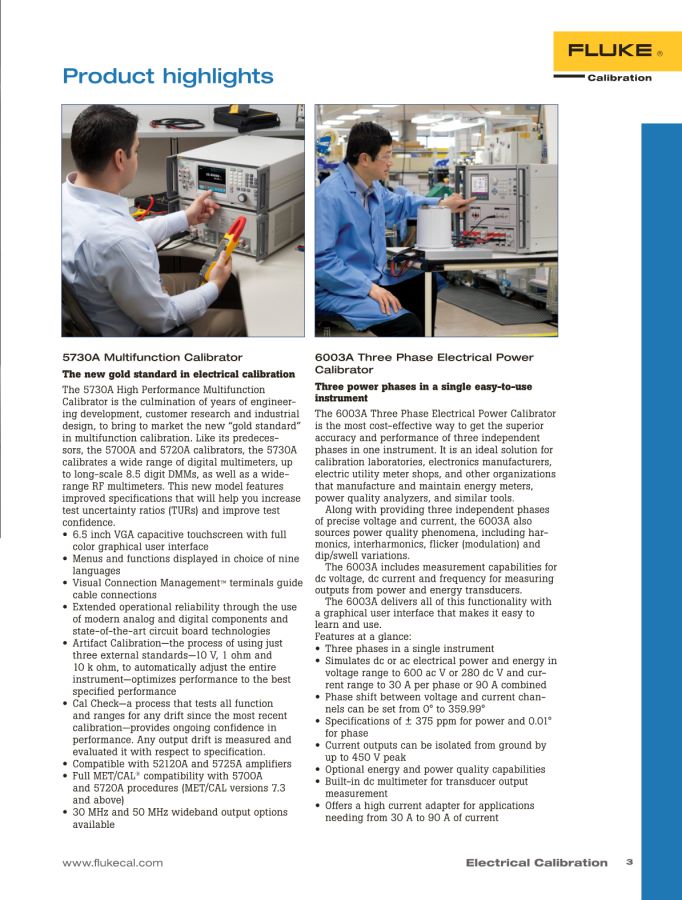 FLUKE ®
Calibration
Product highlights
5730A Multifunction Calibrator
The new gold standard in electrical calibration
The 5730A High Performance Multifunction
Calibrator is the culmination of years of engineer-
ing development, customer research and industrial
design, to bring to market the new “gold standard”
in multifunction calibration. Like its predeces-
sors, the 5700A and 5720A calibrators, the 5730A
calibrates a wide range of digital multimeters, up
to long-scale 8.5 digit DMMs, as well as a wide-
range RF multimeters. This new model features
improved specifications that will help you increase
test uncertainty ratios (TURs) and improve test
confidence.
• 6.5 inch VGA capacitive touchscreen with full
color graphical user interface
• Menus and functions displayed in choice of nine
languages
• Visual Connection Management™ terminals guide
cable connections
• Extended operational reliability through the use
of modern analog and digital components and
state-of-the-art circuit board technologies
• Artifact Calibration—the process of using just
three external standards—10 V, 1 ohm and
10 k ohm, to automatically adjust the entire
instrument—optimizes performance to the best
specified performance
• Cal Check—a process that tests all function
and ranges for any drift since the most recent
calibration—provides ongoing confidence in
performance. Any output drift is measured and
evaluated it with respect to specification.
• Compatible with 52120A and 5725A amplifiers
• Full MET/CAL® compatibility with 5700A
and 5720A procedures (MET/CAL versions 7.3
and above)
• 30 MHz and 50 MHz wideband output options
available
6003A Three Phase Electrical Power
Calibrator
Three power phases in a single easy-to-use
instrument
The 6003A Three Phase Electrical Power Calibrator
is the most cost-effective way to get the superior
accuracy and performance of three independent
phases in one instrument. It is an ideal solution for
calibration laboratories, electronics manufacturers,
electric utility meter shops, and other organizations
that manufacture and maintain energy meters,
power quality analyzers, and similar tools.
Along with providing three independent phases
of precise voltage and current, the 6003A also
sources power quality phenomena, including har-
monics, interharmonics, flicker (modulation) and
dip/swell variations.
The 6003A includes measurement capabilities for
dc voltage, dc current and frequency for measuring
outputs from power and energy transducers.
The 6003A delivers all of this functionality with
a graphical user interface that makes it easy to
learn and use.
Features at a glance:
• Three phases in a single instrument
• Simulates dc or ac electrical power and energy in
voltage range to 600 ac V or 280 dc V and cur-
rent range to 30 A per phase or 90 A combined
• Phase shift between voltage and current chan-
nels can be set from 0° to 359.99°
• Specifications of ± 375 ppm for power and 0.01°
for phase
• Current outputs can be isolated from ground by
up to 450 V peak
• Optional energy and power quality capabilities
• Built-in dc multimeter for transducer output
measurement
• Offers a high current adapter for applications
needing from 30 A to 90 A of current
www.flukecal.com
Electrical Calibration 3